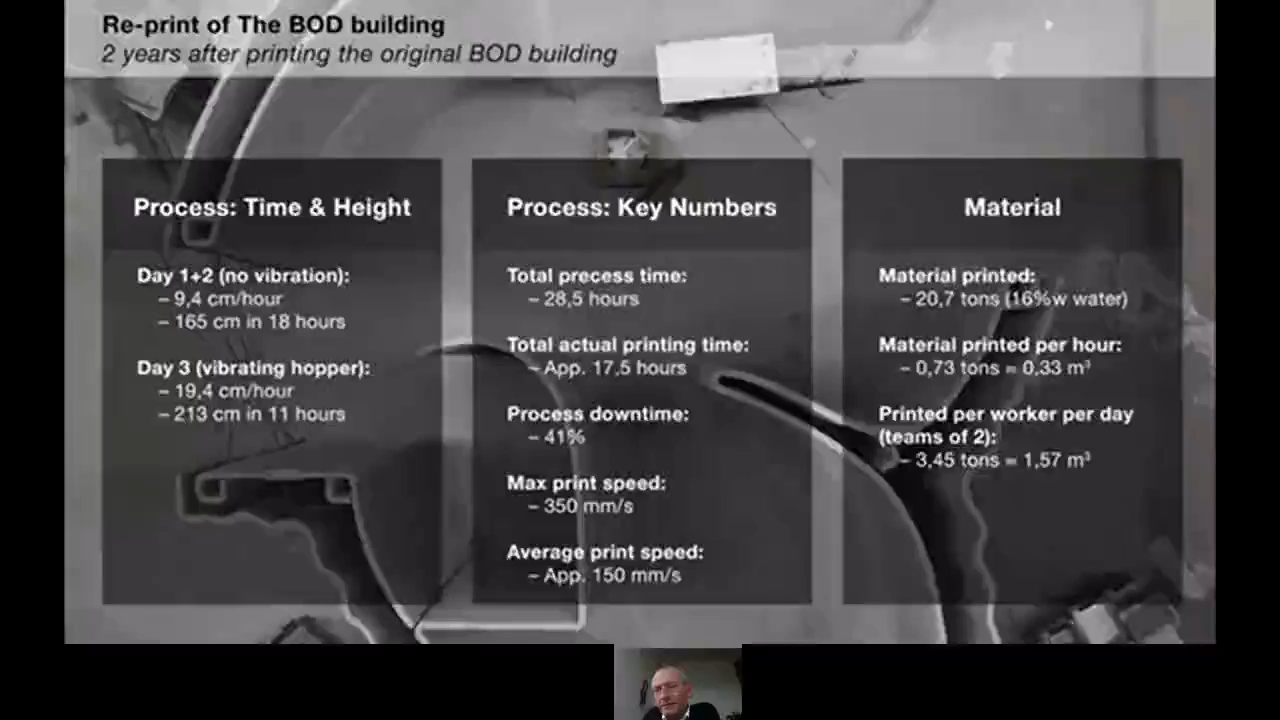 Re-print of The BOD building
2 years after printing the original BOD building
Process: Time & Height
Day 1+2 (no vibration):
– 9,4 cm/hour
– 165 cm in 18 hours
Day 3 (vibrating hopper):
– 19,4 cm/hour
– 213 cm in 11 hours
Process: Key Numbers
Total precess time:
– 28,5 hours
Total actual printing time:
– App. 17,5 hours
Process downtime:
– 41%
Max print speed:
– 350 mm/s
Average print speed:
– App. 150 mm/s
Material
Material printed:
– 20,7 tons (16%w water)
Material printed per hour:
– 0,73 tons = 0,33 m³
Printed per worker per day
(teams of 2):
– 3,45 tons = 1,57 m³